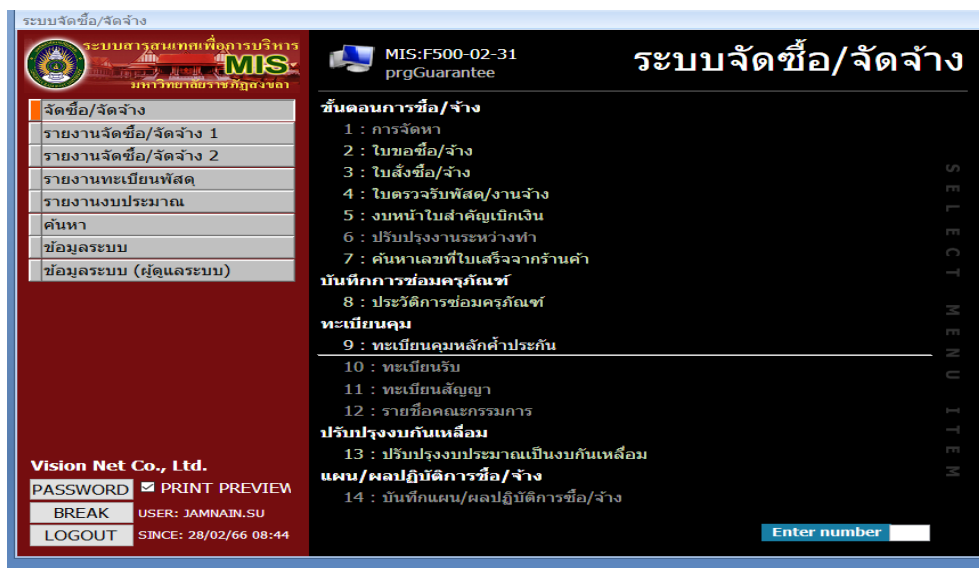 ระบบจัดซื้อ/จัดจ้าง
ระบบสารสนเทศเพื่อการบริหาร
MIS
มหาวิทยาลัยราชภัฏสงขลา
MIS:F500-02-31
prgGuarantee
ระบบจัดซื้อ/จัดจ้าง
จัดซื้อ/จัดจ้าง
รายงานจัดซื้อ/จัดจ้าง 1
รายงานจัดซื้อ/จัดจ้าง 2
รายงานทะเบียนพัสดุ
รายงานงบประมาณ
ค้นหา
ข้อมูลระบบ
ข้อมูลระบบ (ผู้ดูแลระบบ)
Vision Net Co., Ltd.
PASSWORD PRINT PREVIEW
BREAK USER: JAMNAIN.SU
LOGOUT SINCE: 28/02/66 08:44
ขั้นตอนการซื้อ/จ้าง
1 : การจัดหา
2 : ใบขอซื้อ/จ้าง
3 : ใบสั่งซื้อ/จ้าง
4 : ใบตรวจรับพัสดุ/งานจ้าง
5 : งบหน้าใบสำคัญเบิกเงิน
6 : ปรับปรุงงานระหว่างทำ
7 : ค้นหาเลขที่ใบเสร็จจากร้านค้า
บันทึกการซ่อมครุภัณฑ์
8 : ประวัติการซ่อมครุภัณฑ์
ทะเบียนคุม
9 : ทะเบียนคุมหลักค้ำประกัน
10 : ทะเบียนรับ
11 : ทะเบียนสัญญา
12 : รายชื่อคณะกรรมการ
ปรับปรุงงบกันเหลื่อม
13 : ปรับปรุงงบประมาณเป็นงบกันเหลื่อม
แผน/ผลปฏิบัติการซื้อ/จ้าง
14 : บันทึกแผน/ผลปฏิบัติการซื้อ/จ้าง
SELECT MENU ITEM
Enter number